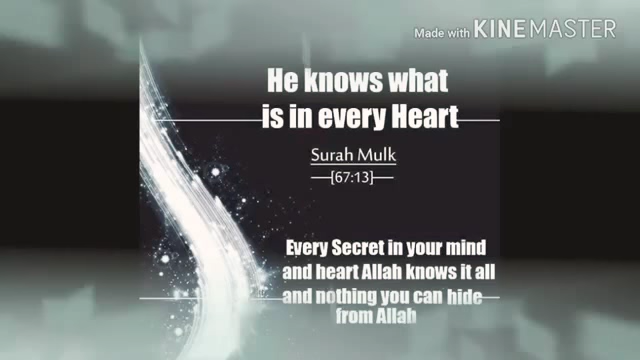 Made with KINEMASTER
He knows what
is in every Heart
Surah Mulk
[67:13]
Every Secret in your mind
and heart Allah knows it all
and nothing you can hide
from Allah